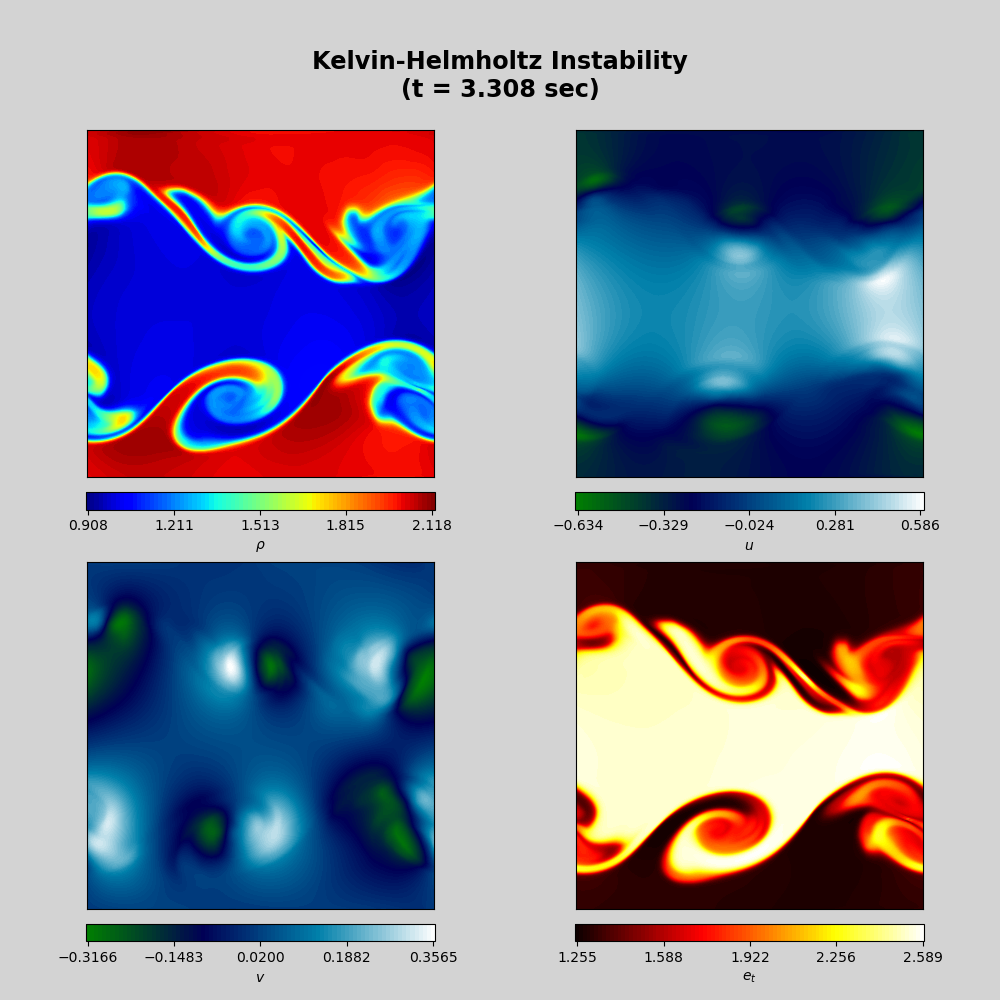 Kelvin-Helmholtz Instability
(t = 3.308 sec)
0.908 1.211 1.513 1.815 2.118
ρ
−0.634 −0.329 −0.024 0.281 0.586
u
−0.3166 −0.1483 0.0200 0.1882 0.3565
v
1.255 1.588 1.922 2.256 2.589
eₜ